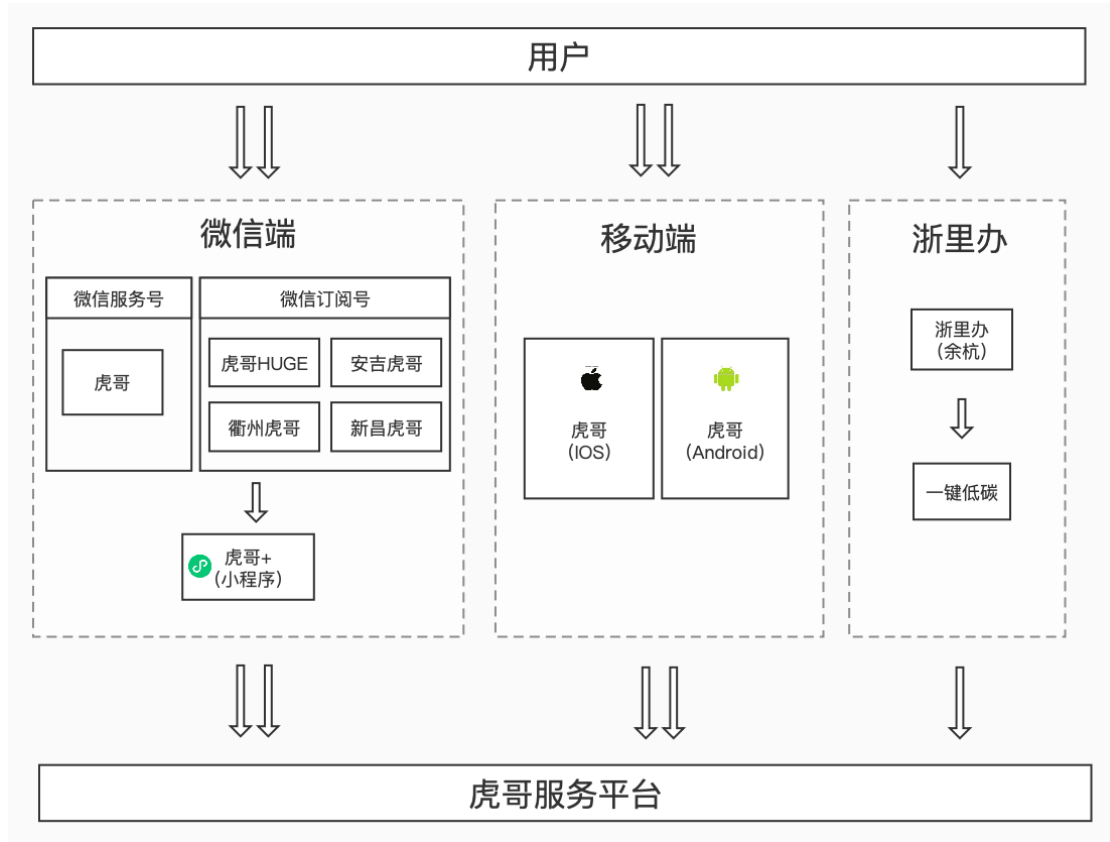 用户
微信端
微信服务号
虎哥
微信订阅号
虎哥HUGE
安吉虎哥
衢州虎哥
新昌虎哥
虎哥+
(小程序)
移动端
虎哥
(IOS)
虎哥
(Android)
浙里办
浙里办
(余杭)
一键低碳
虎哥服务平台